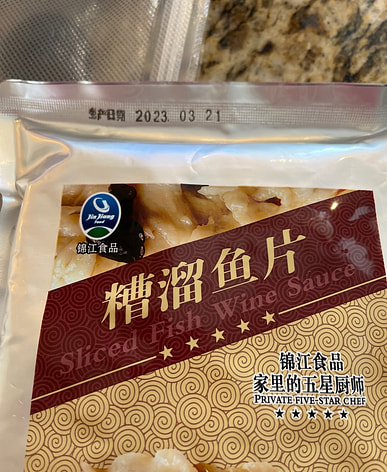 生产日期 2023 03 21
Jin Jiang
food
锦江食品
糟溜鱼片
Sliced Fish Wine Sauce
锦江食品
家里的五星厨师
PRIVATE FIVE-STAR CHEF